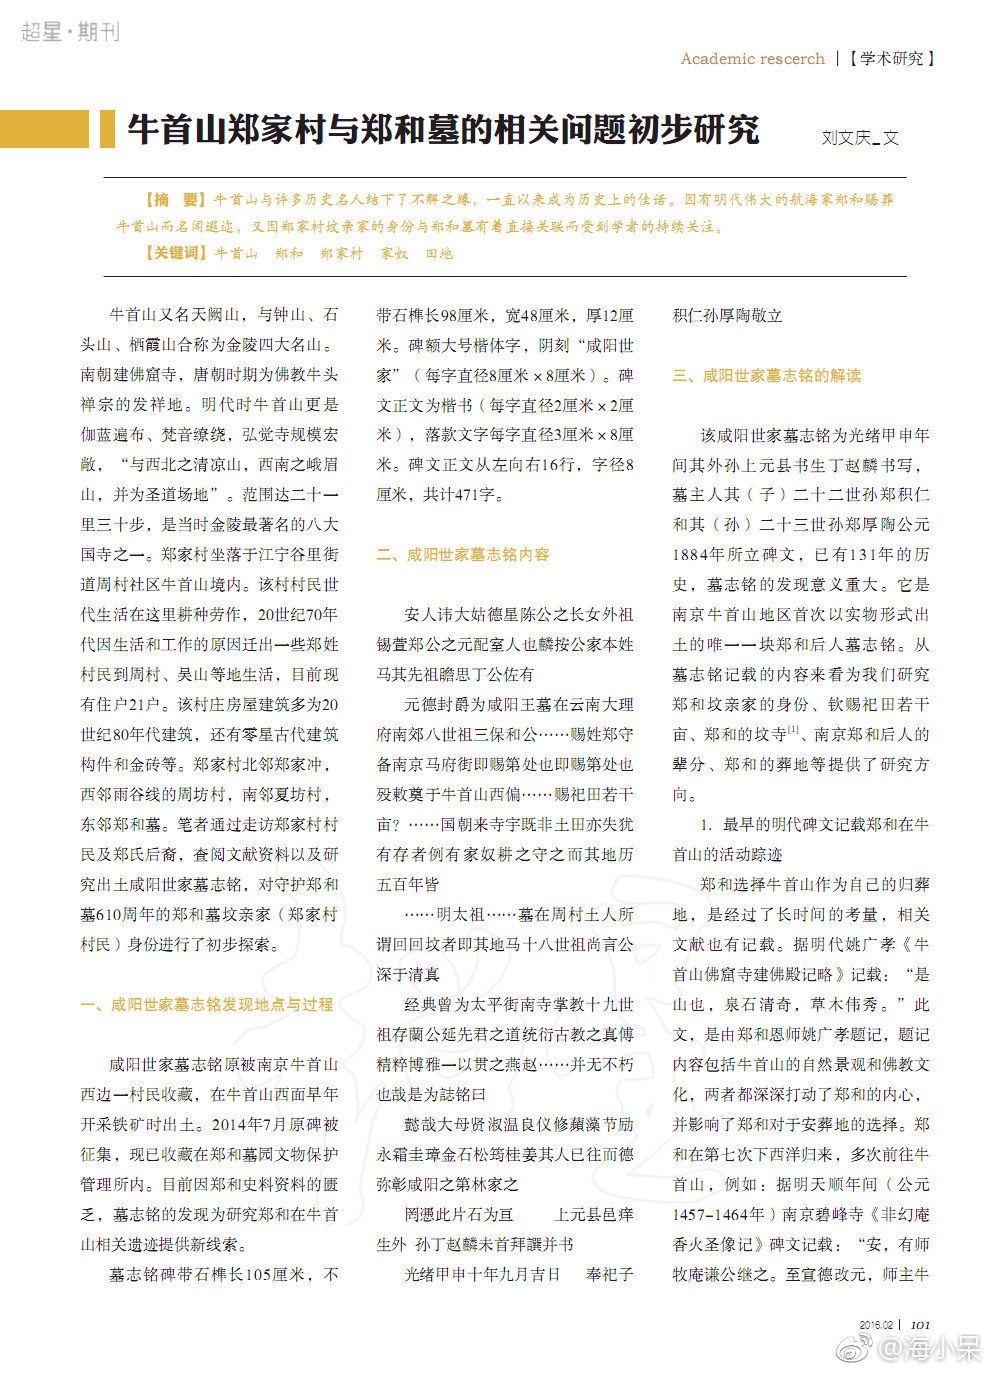 超星·期刊
Academic rescerch |【学术研究】
牛首山郑家村与郑和墓的相关问题初步研究
刘文庆_文
【摘 要】牛首山与许多历史名人结下了不解之缘，一直以来成为历史上的佳话。因有明代伟大的航海家郑和赐葬
牛首山而名闻遐迩，又因郑家村坟亲家的身份与郑和墓有着直接关联而受到学者的持续关注。
【关键词】牛首山 郑和 郑家村 家奴 田地
牛首山又名天阙山，与钟山、石
头山、栖霞山合称为金陵四大名山。
南朝建佛窟寺，唐朝时期为佛教牛头
禅宗的发祥地。明代时牛首山更是
伽蓝遍布、梵音缭绕，弘觉寺规模宏
敞，“与西北之清凉山，西南之峨眉
山，并为圣道场地”。范围达二十一
里三十步，是当时金陵最著名的八大
国寺之一。郑家村坐落于江宁谷里街
道周村社区牛首山境内。该村村民世
代生活在这里耕种劳作，20世纪70年
代因生活和工作的原因迁出一些郑姓
村民到周村、吴山等地生活，目前现
有住户21户。该村庄房屋建筑多为20
世纪80年代建筑，还有零星古代建筑
构件和金砖等。郑家村北邻郑家冲，
西邻雨谷线的周坊村，南邻夏坊村，
东邻郑和墓。笔者通过走访郑家村村
民及郑氏后裔，查阅文献资料以及研
究出土咸阳世家墓志铭，对守护郑和
墓610周年的郑和墓坟亲家（郑家村
村民）身份进行了初步探索。
一、咸阳世家墓志铭发现地点与过程
咸阳世家墓志铭原被南京牛首山
西边一村民收藏，在牛首山西面早年
开采铁矿时出土。2014年7月原碑被
征集，现已收藏在郑和墓园文物保护
管理所内。目前因郑和史料资料的匮
乏，墓志铭的发现为研究郑和在牛首
山相关遗迹提供新线索。
墓志铭碑带石榫长105厘米，不
带石榫长98厘米，宽48厘米，厚12厘
米。碑额大号楷体字，阴刻“咸阳世
家”（每字直径8厘米×8厘米）。碑
文正文为楷书（每字直径2厘米×2厘
米），落款文字每字直径3厘米×8厘
米。碑文正文从左向右16行，字径8
厘米，共计471字。
二、咸阳世家墓志铭内容
安人讳大姑德星陈公之长女外祖
锡萱郑公之元配室人也麟按公家本姓
马其先祖瞻思丁公佐有
元德封爵为咸阳王墓在云南大理
府南郊八世祖三保和公……赐姓郑守
备南京马府街即赐第处也即赐第处也
殁敕奠于牛首山西偏……赐祀田若干
亩？……国朝来寺宇既非土田亦失犹
有存者例有家奴耕之守之而其地历
五百年皆
……明太祖……墓在周村土人所
谓回回坟者即其地马十八世祖尚言公
深于清真
经典曾为太平街南寺掌教十九世
祖存蘭公延先君之道统衍古教之真傅
精粹博雅一以贯之燕赵……并无不朽
也哉是为誌铭曰
懿哉大母贤淑温良仪修蘋藻节励
永霜圭璋金石松筠桂姜其人已往而德
弥彰咸阳之第林家之
罔懑此片石为亘 上元县邑痒
生外 孙丁赵麟未首拜譔并书
光绪甲申十年九月吉日 奉祀子
积仁孙厚陶敬立
三、咸阳世家墓志铭的解读
该咸阳世家墓志铭为光绪甲申年
间其外孙上元县书生丁赵麟书写，
墓主人其（子）二十二世孙郑积仁
和其（孙）二十三世孙郑厚陶公元
1884年所立碑文，已有131年的历
史，墓志铭的发现意义重大。它是
南京牛首山地区首次以实物形式出
土的唯一一块郑和后人墓志铭。从
墓志铭记载的内容来看为我们研究
郑和坟亲家的身份、钦赐祀田若干
亩、郑和的坟寺[1]、南京郑和后人的
辈分、郑和的葬地等提供了研究方
向。
1．最早的明代碑文记载郑和在牛
首山的活动踪迹
郑和选择牛首山作为自己的归葬
地，是经过了长时间的考量，相关
文献也有记载。据明代姚广孝《牛
首山佛窟寺建佛殿记略》记载：“是
山也，泉石清奇，草木伟秀。”此
文，是由郑和恩师姚广孝题记，题记
内容包括牛首山的自然景观和佛教文
化，两者都深深打动了郑和的内心，
并影响了郑和对于安葬地的选择。郑
和在第七次下西洋归来，多次前往牛
首山，例如：据明天顺年间（公元
1457-1464年）南京碧峰寺《非幻庵
香火圣像记》碑文记载：“安，有师
牧庵谦公继之。至宣德改元，师主牛
2016.02 | 101
@海小呆